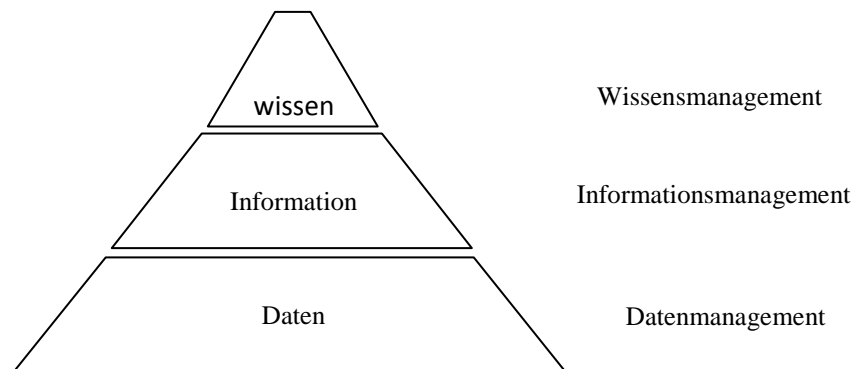 wissen
Wissensmanagement
Information
Informationsmanagement
Daten
Datenmanagement